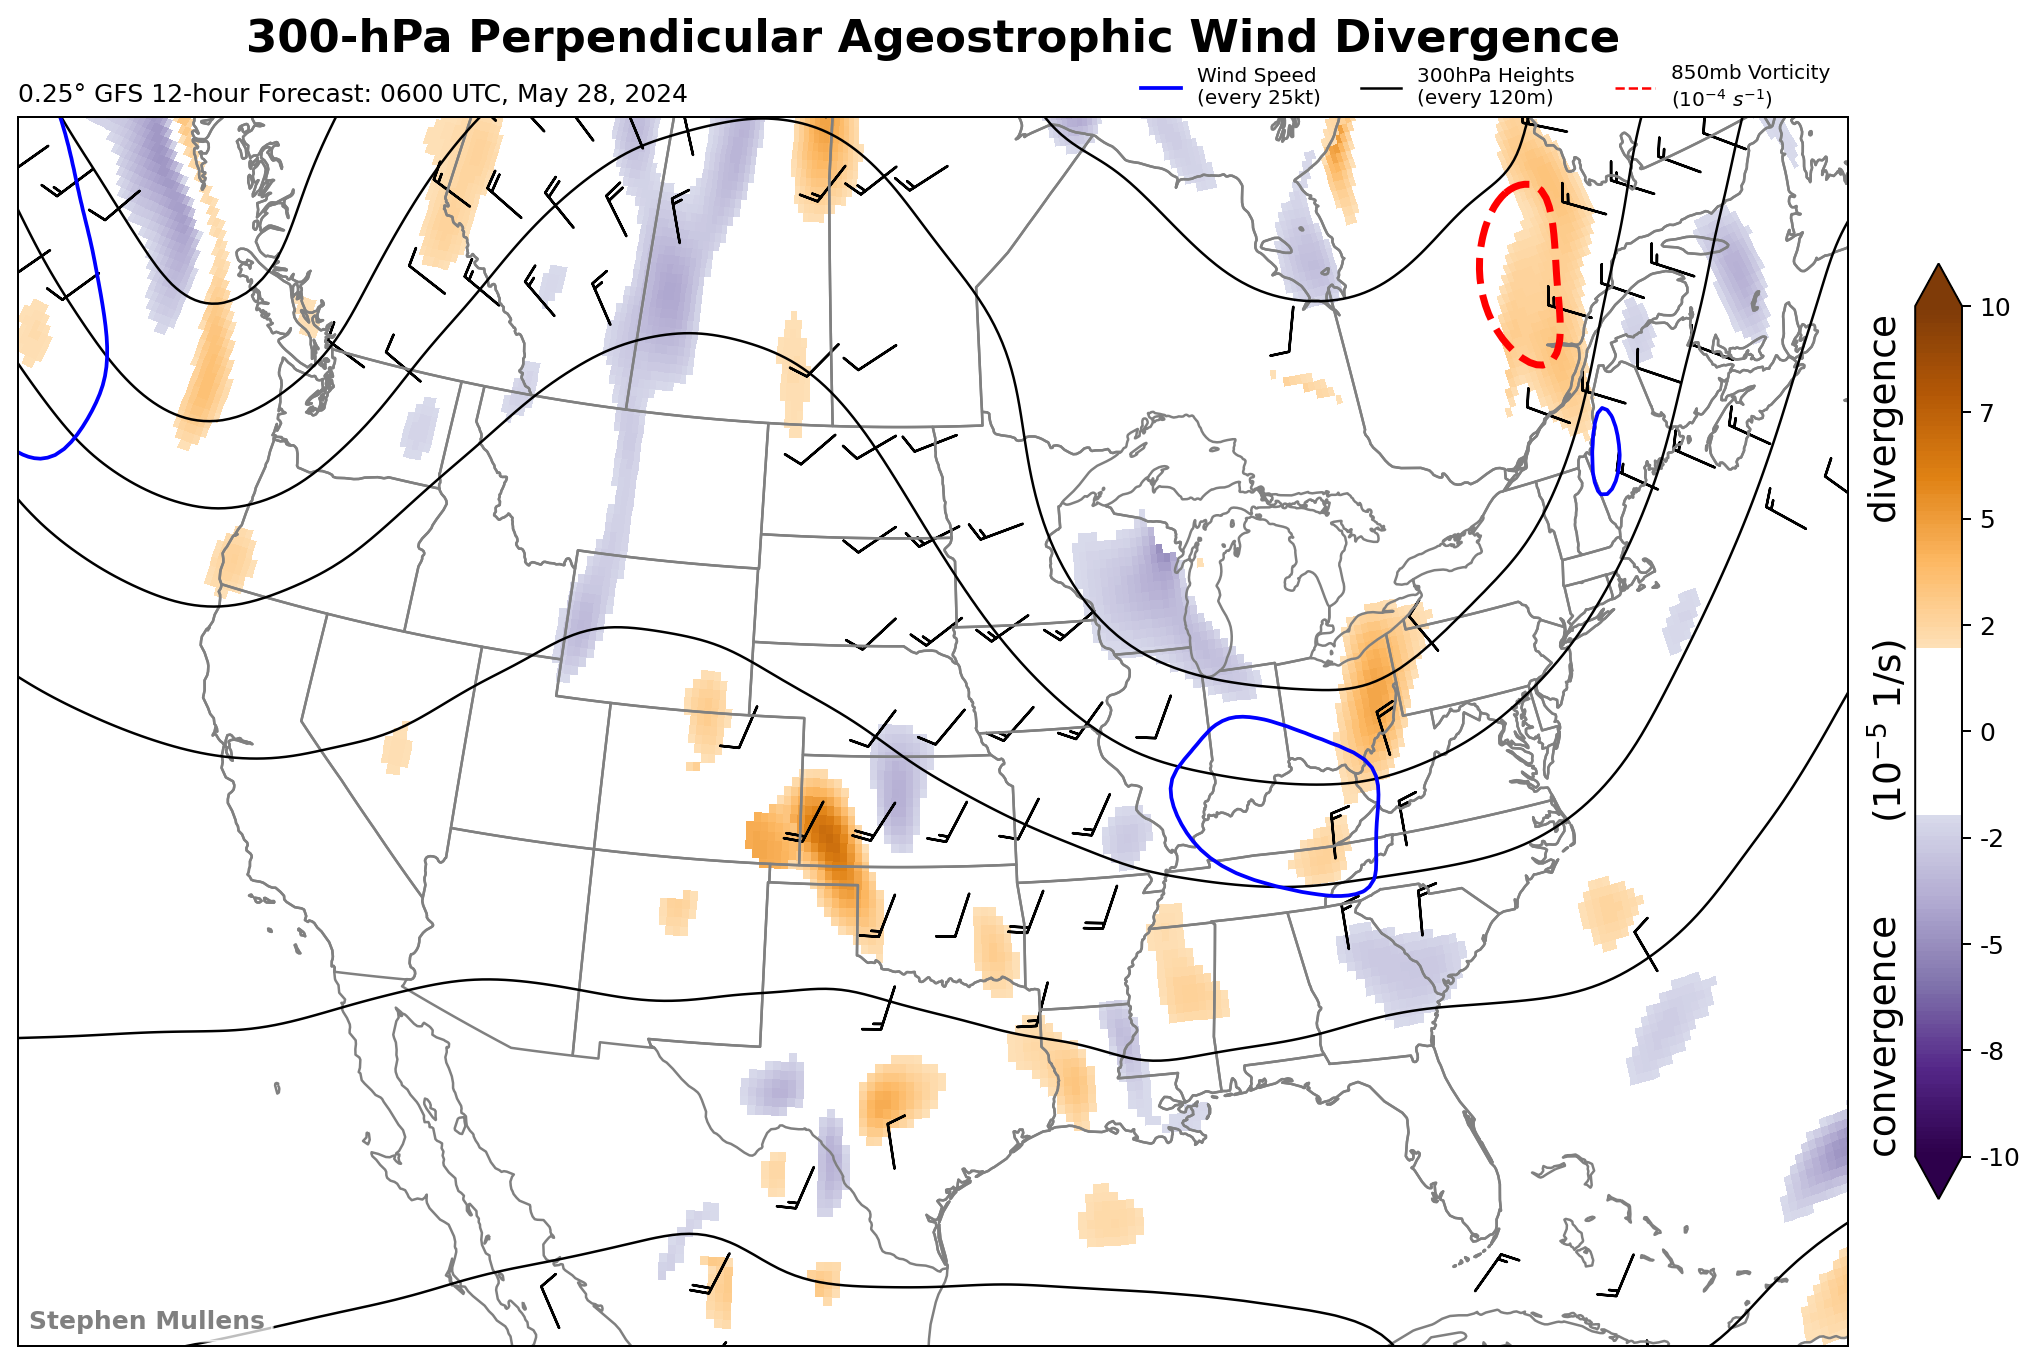 300-hPa Perpendicular Ageostrophic Wind Divergence
0.25° GFS 12-hour Forecast: 0600 UTC, May 28, 2024
Wind Speed
(every 25kt)
300hPa Heights
(every 120m)
850mb Vorticity
(10⁻⁴ s⁻¹)
convergence (10⁻⁵ 1/s) divergence
10
7
5
2
0
-2
-5
-8
-10
Stephen Mullens